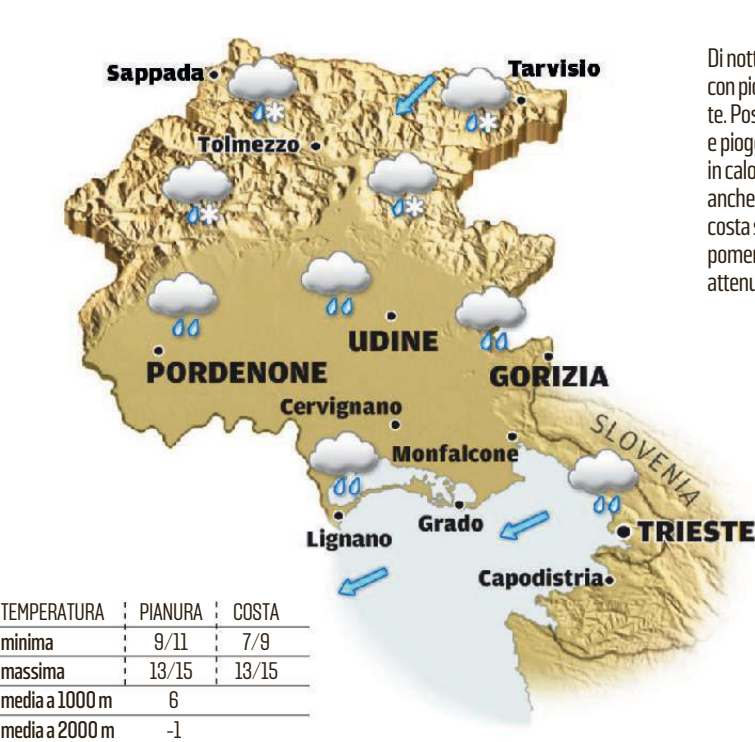 Sappada
Tarvisio
Tolmezzo
UDINE
PORDENONE
GORIZIA
Cervignano
SLOVENIA
Monfalcone
Grado
TRIESTE
Lignano
Capodistria
TEMPERATURA PIANURA COSTA
minima 9/11 7/9
massima 13/15 13/15
media a 1000 m 6
media a 2000 m -1
Di nott
con pio
te. Pos
e piogg
in calo
anche
costa s
pomer
attenu